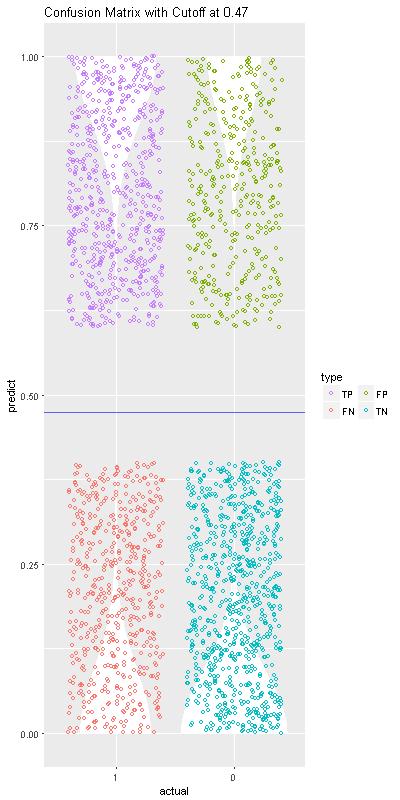 Confusion Matrix with Cutoff at 0.47
1.00
0.75
0.50
0.25
0.00
predict
1 0
actual
type
TP FP
FN TN